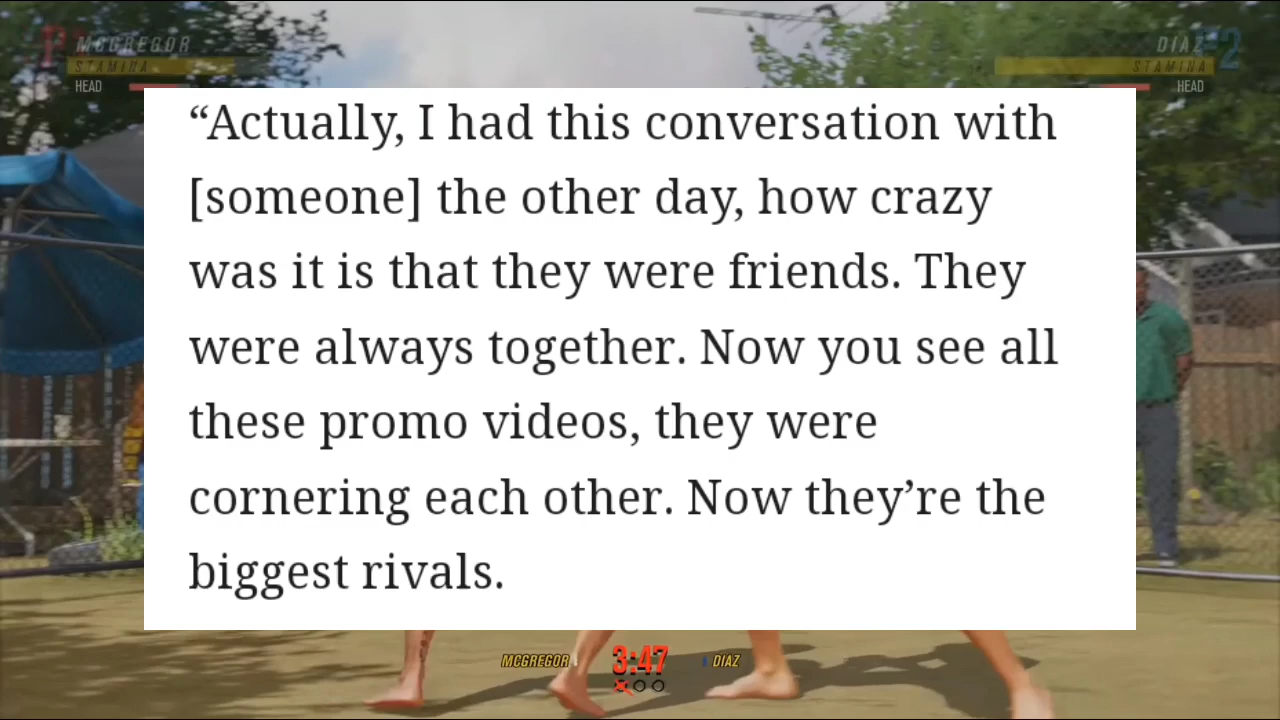 P1 MCGREGOR
STAMINA
HEAD
DIAZ P2
STAMINA
HEAD
“Actually, I had this conversation with
[someone] the other day, how crazy
was it is that they were friends. They
were always together. Now you see all
these promo videos, they were
cornering each other. Now they’re the
biggest rivals.
MCGREGOR 3:47 DIAZ